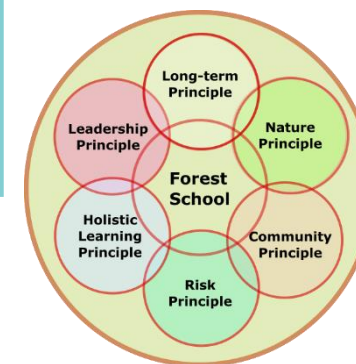 Long-term
Principle
Leadership
Principle
Nature
Principle
Forest
School
Holistic
Learning
Principle
Community
Principle
Risk
Principle